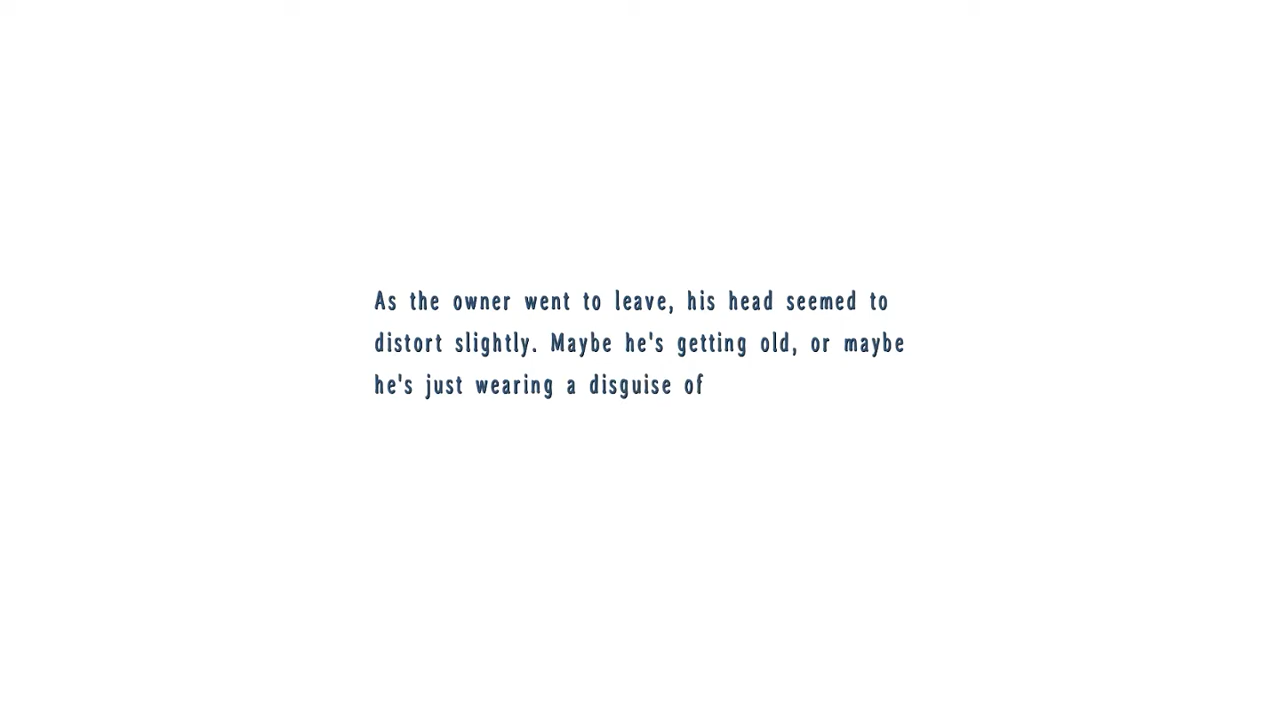 As the owner went to leave, his head seemed to
distort slightly. Maybe he's getting old, or maybe
he's just wearing a disguise of